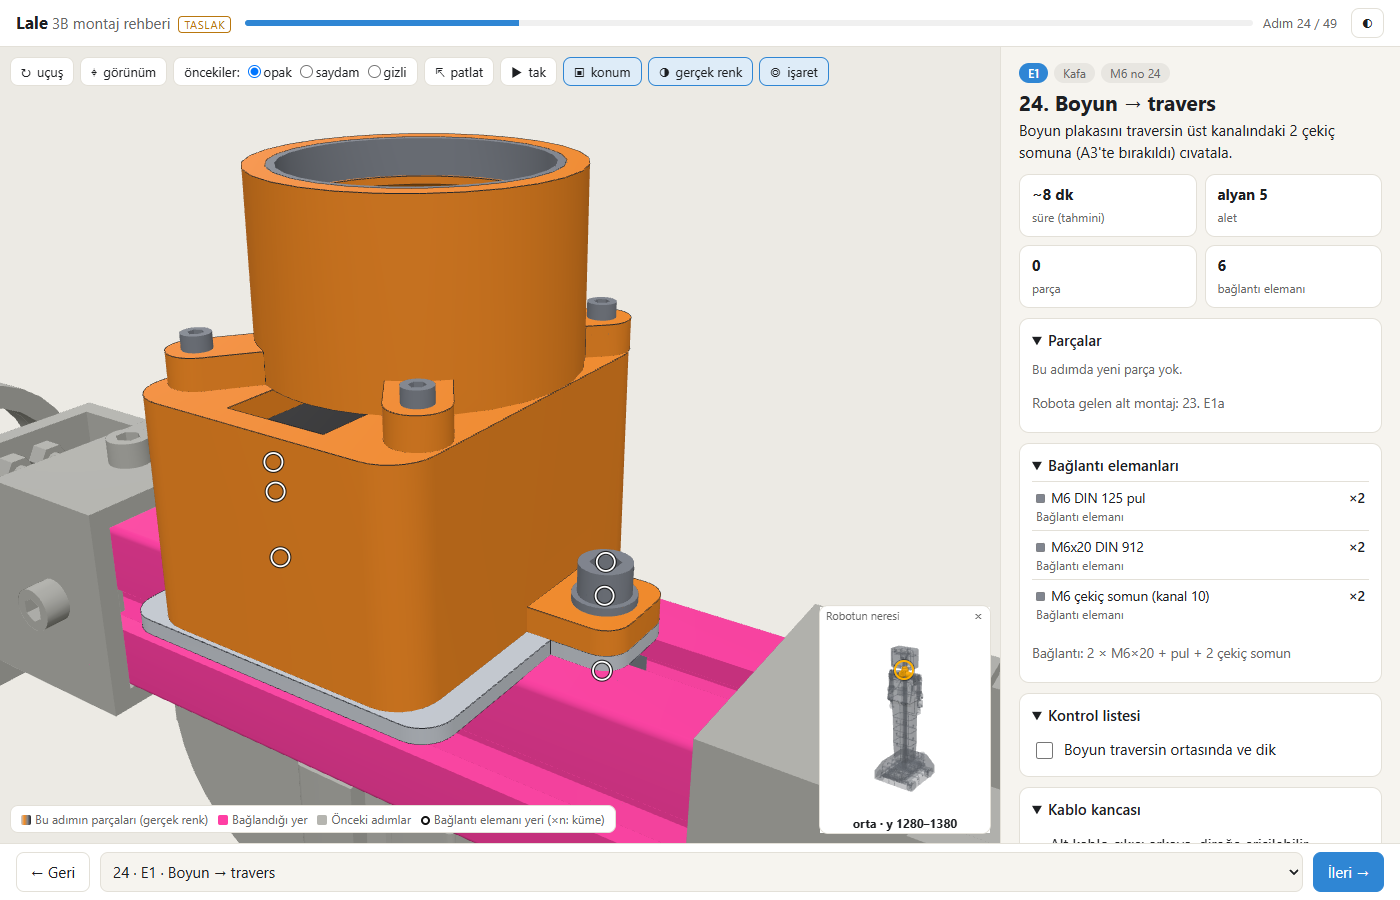 Lale 3B montaj rehberi TASLAK
Adım 24 / 49
↻ uçuş
⌖ görünüm
öncekiler: opak saydam gizli
⇱ patlat
▶ tak
▣ konum
◑ gerçek renk
◎ işaret
E1 Kafa M6 no 24
24. Boyun → travers
Boyun plakasını traversin üst kanalındaki 2 çekiç
somuna (A3'te bırakıldı) cıvatala.
~8 dk
süre (tahmini)
alyan 5
alet
0
parça
6
bağlantı elemanı
▼ Parçalar
Bu adımda yeni parça yok.
Robota gelen alt montaj: 23. E1a
▼ Bağlantı elemanları
M6 DIN 125 pul ×2
Bağlantı elemanı
M6x20 DIN 912 ×2
Bağlantı elemanı
M6 çekiç somun (kanal 10) ×2
Bağlantı elemanı
Bağlantı: 2 × M6×20 + pul + 2 çekiç somun
▼ Kontrol listesi
Boyun traversin ortasında ve dik
▼ Kablo kancası
Robotun neresi ×
orta · y 1280–1380
Bu adımın parçaları (gerçek renk) Bağlandığı yer Önceki adımlar Bağlantı elemanı yeri (×n: küme)
← Geri
24 · E1 · Boyun → travers
İleri →